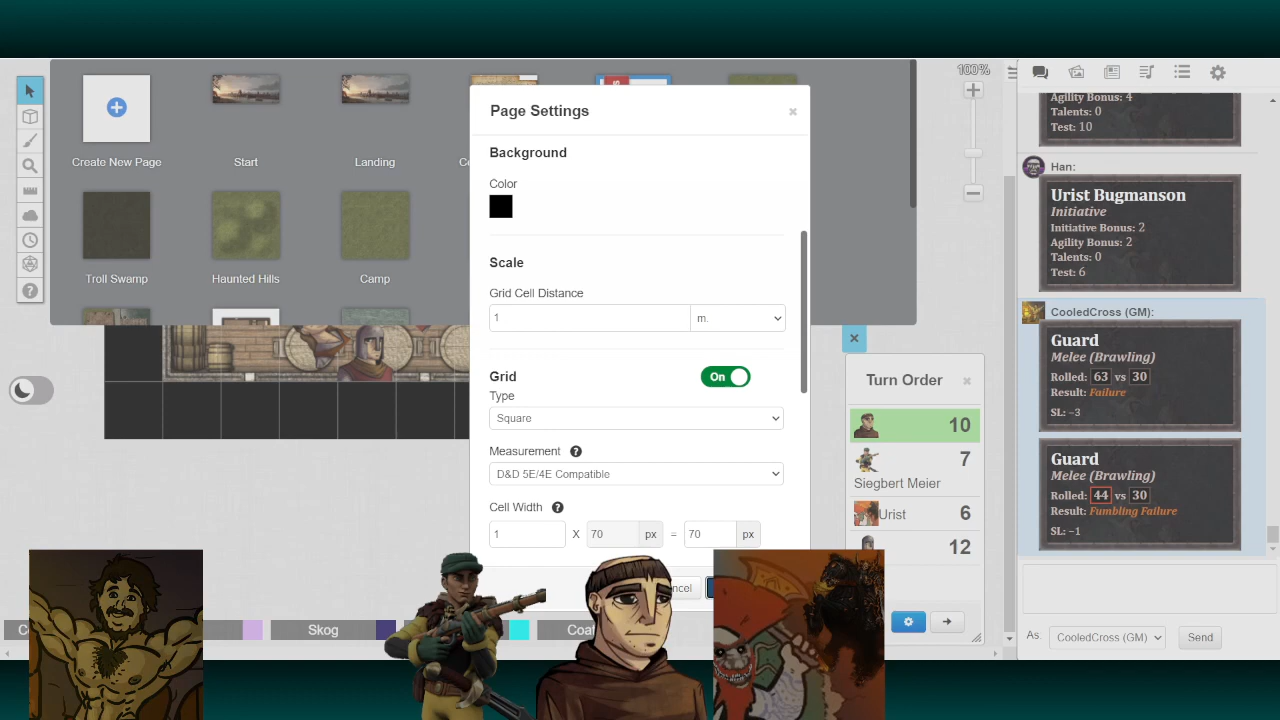 100%
Create New Page
Start
Landing
Troll Swamp
Haunted Hills
Camp
Page Settings
×
Background
Color
Scale
Grid Cell Distance
1
m.
Grid
On
Type
Square
Measurement
D&D 5E/4E Compatible
Cell Width
1 X 70 px = 70 px
Turn Order
×
10
7
Siegbert Meier
Urist 6
12
Skog
Agility Bonus: 4
Talents: 0
Test: 10
Han:
Urist Bugmanson
Initiative
Initiative Bonus: 2
Agility Bonus: 2
Talents: 0
Test: 6
CooledCross (GM):
Guard
Melee (Brawling)
Rolled: 63 vs 30
Result: Failure
SL: −3
Guard
Melee (Brawling)
Rolled: 44 vs 30
Result: Fumbling Failure
SL: −1
As:
CooledCross (GM)
Send